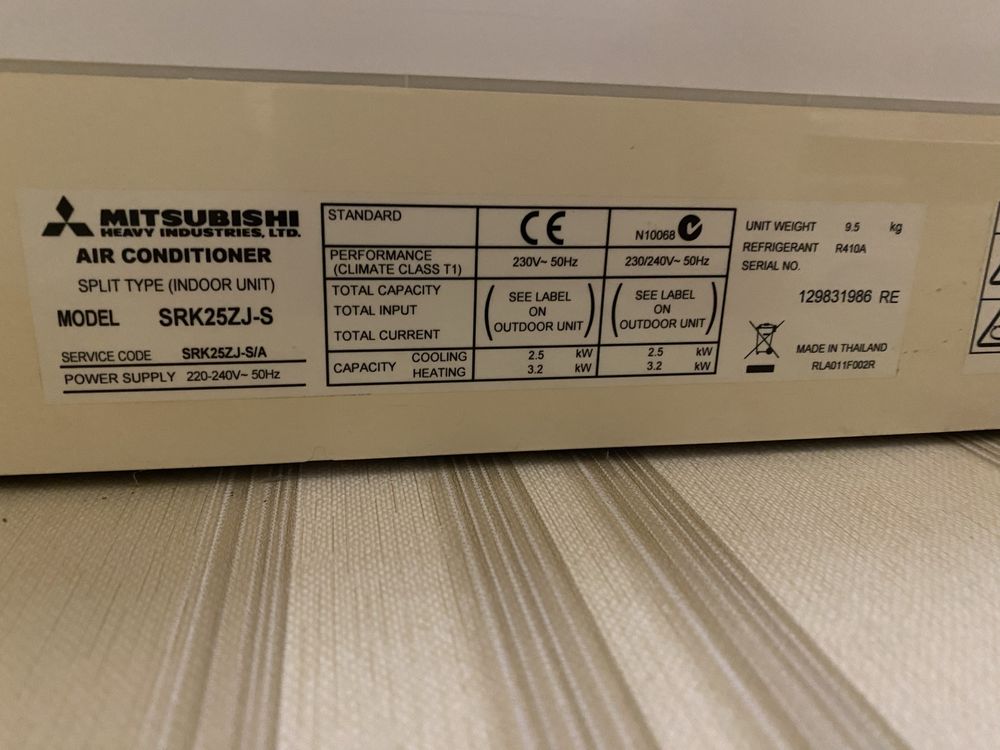 MITSUBISHI
HEAVY INDUSTRIES, LTD.
AIR CONDITIONER
SPLIT TYPE (INDOOR UNIT)
MODEL SRK25ZJ-S
SERVICE CODE SRK25ZJ-S/A
POWER SUPPLY 220-240V~ 50Hz
STANDARD CE N10068
PERFORMANCE
(CLIMATE CLASS T1) 230V~ 50Hz 230/240V~ 50Hz
TOTAL CAPACITY
TOTAL INPUT
TOTAL CURRENT
SEE LABEL
ON
OUTDOOR UNIT
SEE LABEL
ON
OUTDOOR UNIT
CAPACITY COOLING 2.5 kW 2.5 kW
HEATING 3.2 kW 3.2 kW
UNIT WEIGHT 9.5 kg
REFRIGERANT R410A
SERIAL NO.
129831986 RE
MADE IN THAILAND
RLA011F002R